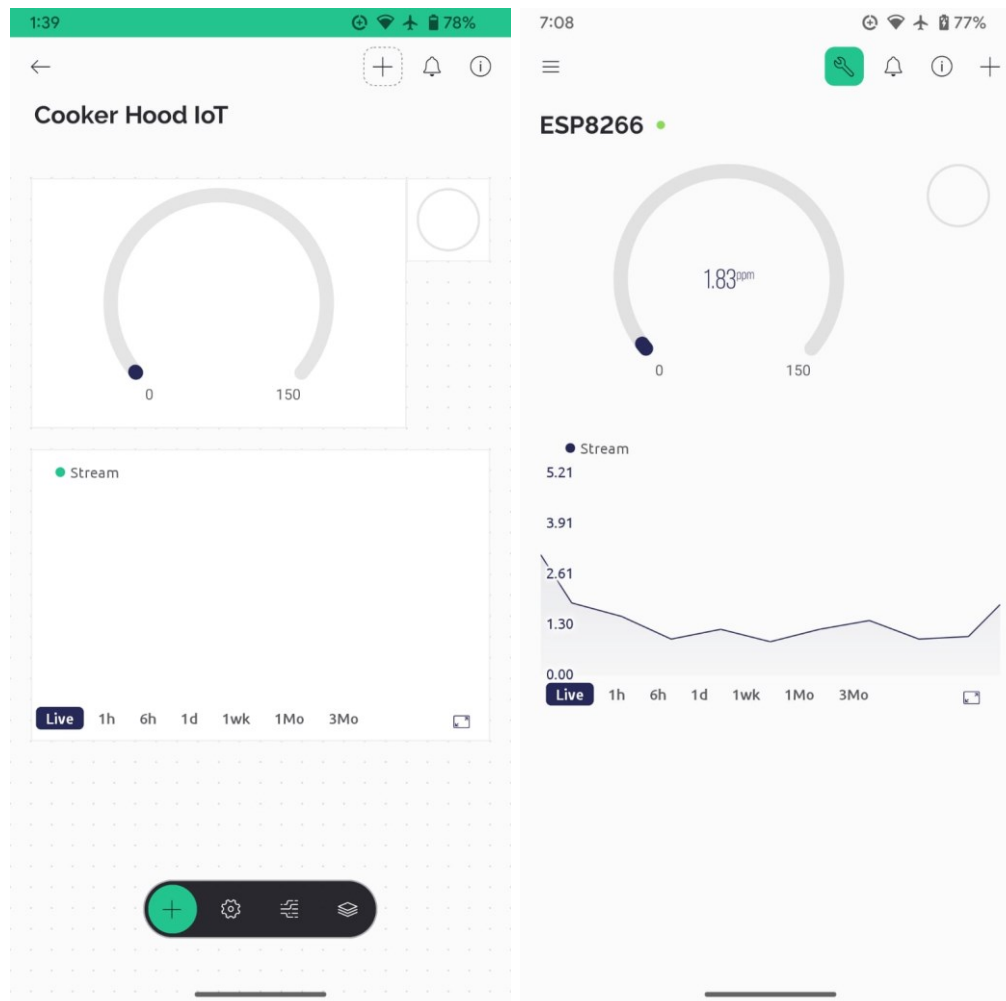 1:39
78%
Cooker Hood IoT
0
150
Stream
Live 1h 6h 1d 1wk 1Mo 3Mo
7:08
77%
ESP8266
1.83ppm
0
150
Stream
5.21
3.91
2.61
1.30
0.00
Live 1h 6h 1d 1wk 1Mo 3Mo